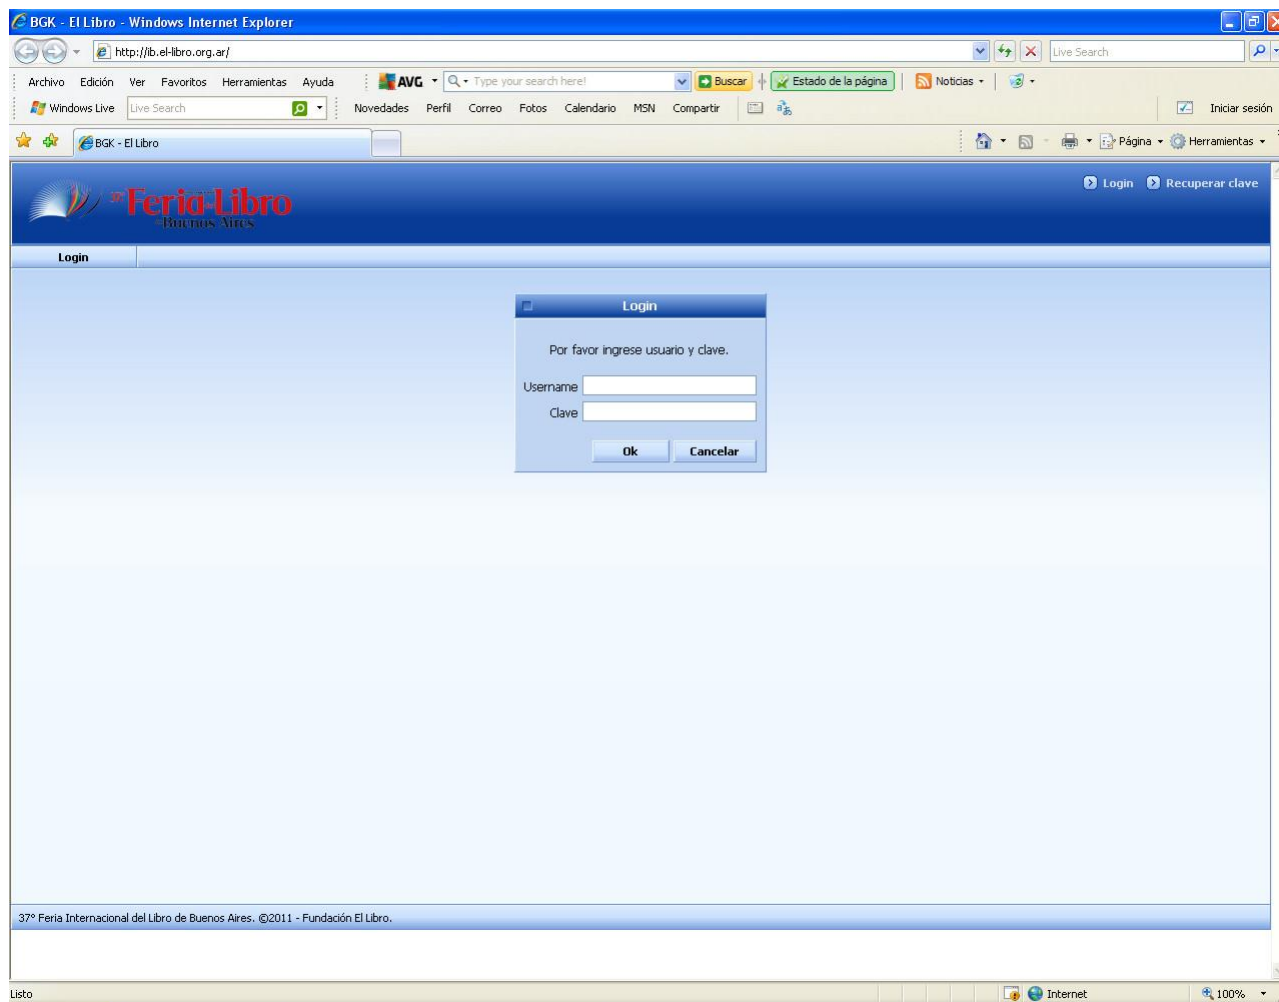 BGK - El Libro - Windows Internet Explorer
http://ib.el-libro.org.ar/
Live Search
Archivo Edición Ver Favoritos Herramientas Ayuda
AVG Type your search here! Buscar Estado de la página Noticias
Windows Live Live Search Novedades Perfil Correo Fotos Calendario MSN Compartir Iniciar sesión
BGK - El Libro Página Herramientas
Login Recuperar clave
37° Feria del Libro
Buenos Aires
Login
Login
Por favor ingrese usuario y clave.
Username
Clave
Ok Cancelar
37º Feria Internacional del Libro de Buenos Aires. ©2011 - Fundación El Libro.
Listo Internet 100%